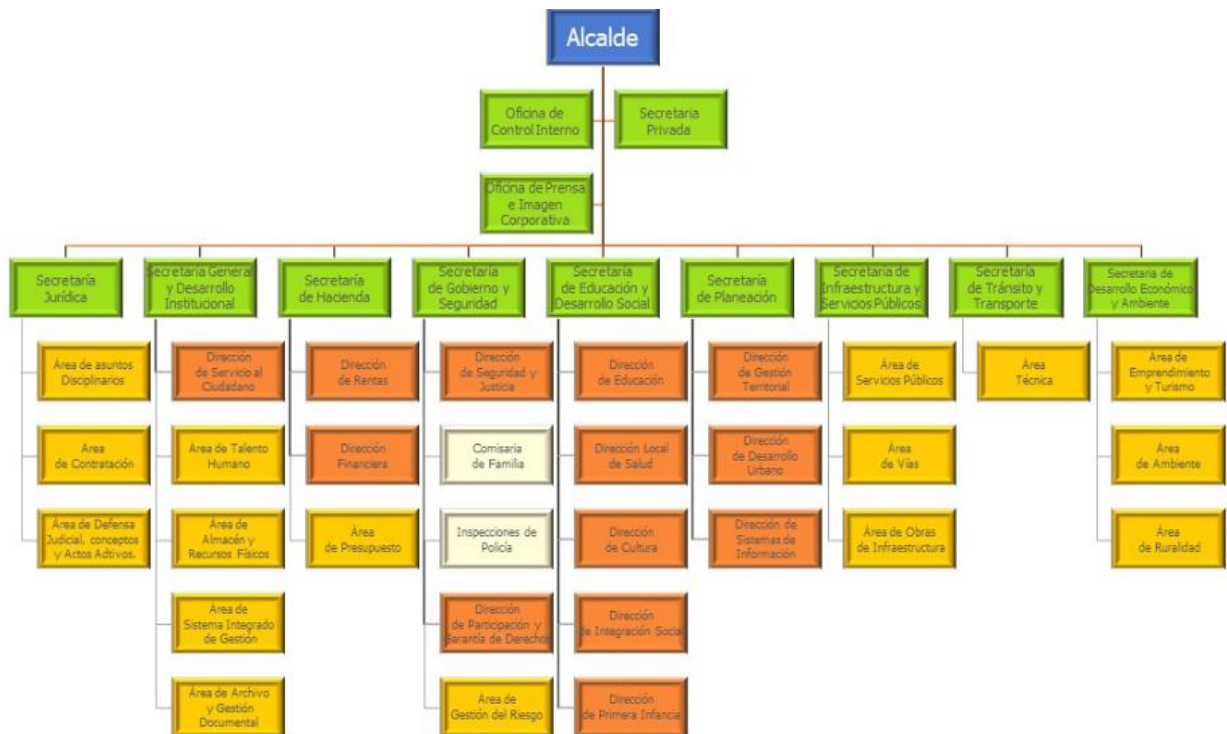 Alcalde
Oficina de
Control Interno
Secretaria
Privada
Oficina de Prensa
e Imagen
Corporativa
Secretaría
Jurídica
Secretaría General
y Desarrollo
Institucional
Secretaría
de Hacienda
Secretaría
de Gobierno y
Seguridad
Secretaría
de Educación y
Desarrollo Social
Secretaría
de Planeación
Secretaría de
Infraestructura y
Servicios Públicos
Secretaría
de Tránsito y
Transporte
Secretaria de
Desarrollo Económico
y Ambiente
Área de asuntos
Disciplinarios
Área
de Contratación
Área de Defensa
Judicial, conceptos
y Actos Adtivos.
Dirección
de Servicio al
Ciudadano
Área de Talento
Humano
Área de
Almacén y
Recursos Físicos
Área de
Sistema Integrado
de Gestión
Área de Archivo
y Gestión
Documental
Dirección
de Rentas
Dirección
Financiera
Área
de Presupuesto
Dirección
de Seguridad y
Justicia
Comisaria
de Familia
Inspecciones de
Policía
Dirección
de Participación y
Garantía de Derechos
Área de
Gestión del Riesgo
Dirección
de Educación
Dirección Local
de Salud
Dirección
de Cultura
Dirección
de Integración Social
Dirección
de Primera Infancia
Dirección
de Gestión
Territorial
Dirección
de Desarrollo
Urbano
Dirección de
Sistemas de
Información
Área de
Servicios Públicos
Área
de Vías
Área de Obras
de Infraestructura
Área
Técnica
Área de
Emprendimiento
y Turismo
Área
de Ambiente
Área
de Ruralidad